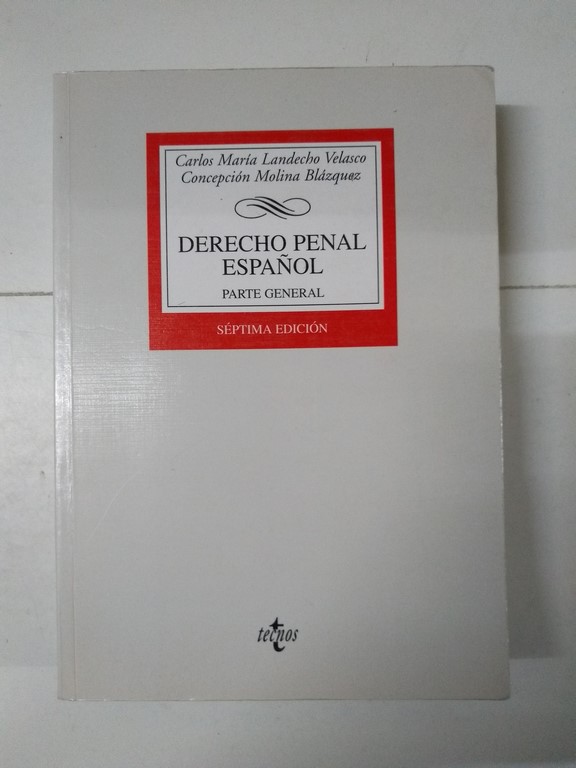 Carlos María Landecho Velasco
Concepción Molina Blázquez
DERECHO PENAL
ESPAÑOL
PARTE GENERAL
SÉPTIMA EDICIÓN
tecnos